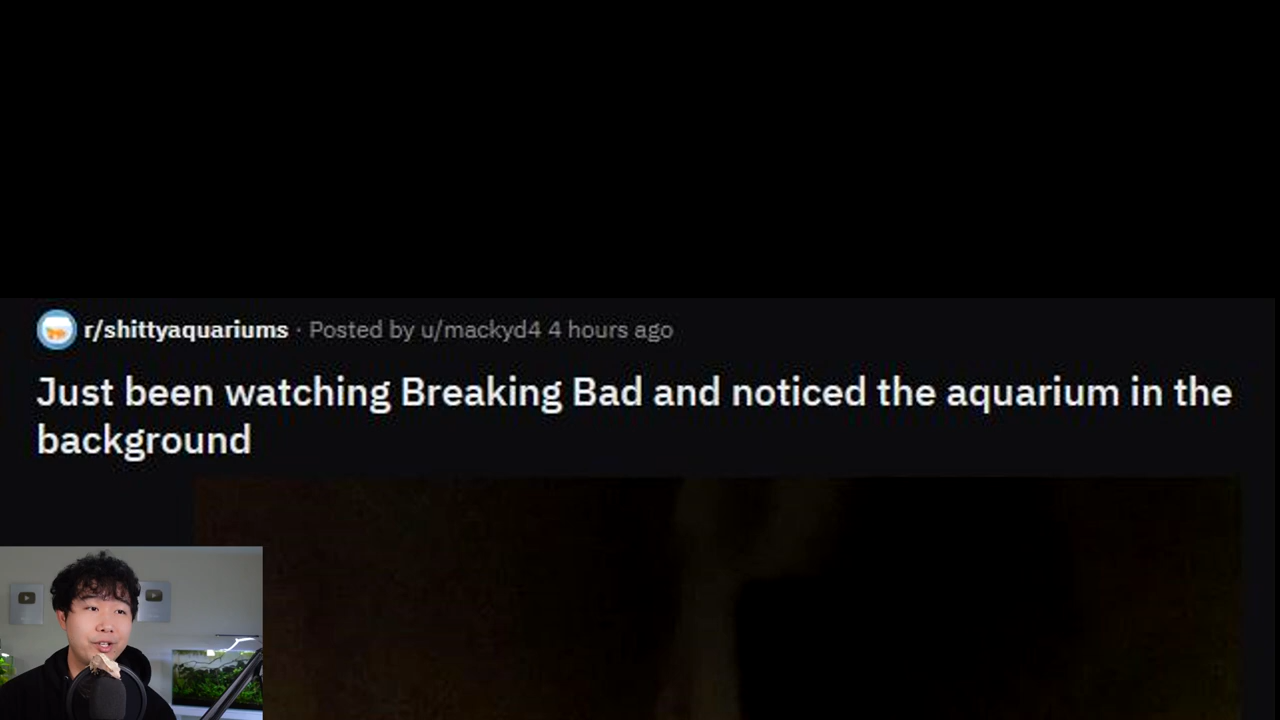 r/shittyaquariums · Posted by u/mackyd4 4 hours ago
Just been watching Breaking Bad and noticed the aquarium in the
background